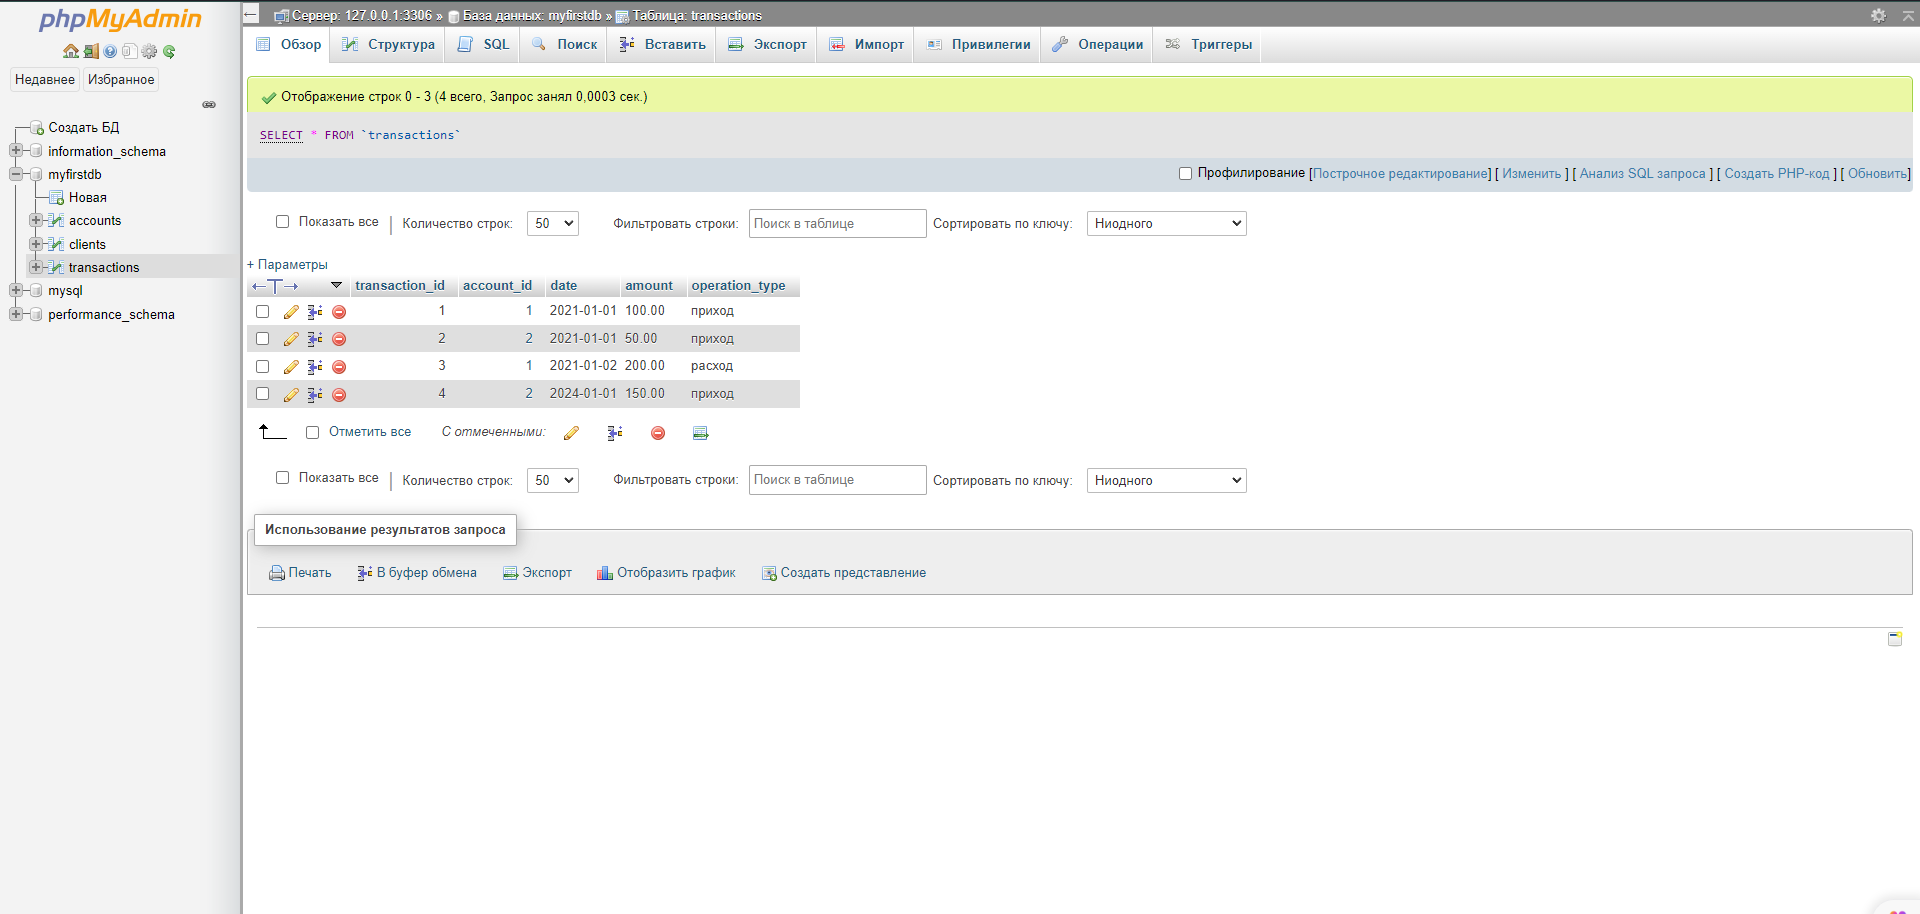 phpMyAdmin
Недавнее Избранное
Создать БД
information_schema
myfirstdb
Новая
accounts
clients
transactions
mysql
performance_schema
Сервер: 127.0.0.1:3306 » База данных: myfirstdb » Таблица: transactions
Обзор Структура SQL Поиск Вставить Экспорт Импорт Привилегии Операции Триггеры
Отображение строк 0 - 3 (4 всего, Запрос занял 0,0003 сек.)
SELECT * FROM `transactions`
Профилирование [Построчное редактирование] [ Изменить ] [ Анализ SQL запроса ] [ Создать PHP-код ] [ Обновить]
Показать все | Количество строк: 50 Фильтровать строки: Поиск в таблице Сортировать по ключу: Ниодного
+ Параметры
←T→ transaction_id account_id date amount operation_type
1 1 2021-01-01 100.00 приход
2 2 2021-01-01 50.00 приход
3 1 2021-01-02 200.00 расход
4 2 2024-01-01 150.00 приход
Отметить все С отмеченными:
Показать все | Количество строк: 50 Фильтровать строки: Поиск в таблице Сортировать по ключу: Ниодного
Использование результатов запроса
Печать В буфер обмена Экспорт Отобразить график Создать представление